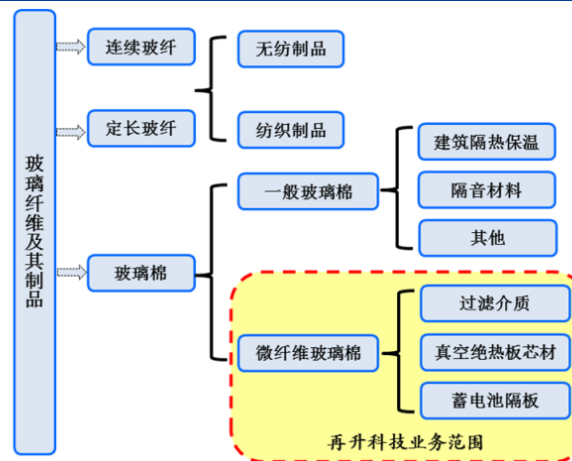 玻璃纤维及其制品
连续玻纤
无纺制品
定长玻纤
纺织制品
建筑隔热保温
一般玻璃棉
隔音材料
其他
玻璃棉
过滤介质
微纤维玻璃棉
真空绝热板芯材
蓄电池隔板
再升科技业务范围